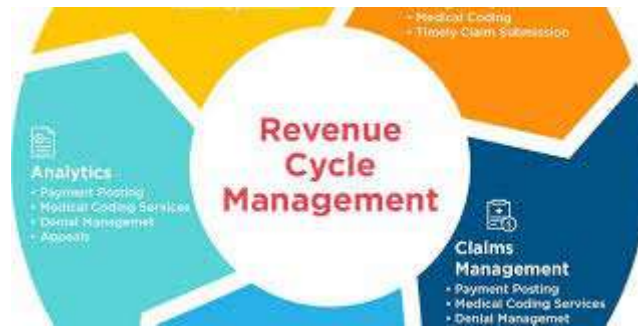 • Medical Coding
• Timely Claim Submission
Revenue
Cycle
Management
Analytics
• Payment Posting
• Medical Coding Services
• Denial Managemet
• Appeals
Claims
Management
• Payment Posting
• Medical Coding Services
• Denial Managemet